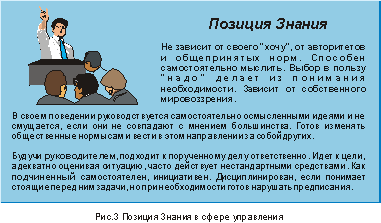 Позиция Знания
Не зависит от своего "хочу", от авторитетов
и общепринятых норм. Способен
самостоятельно мыслить. Выбор в пользу
"надо" делает из понимания
необходимости. Зависит от собственного
мировоззрения.
В своем поведении руководствуется самостоятельно осмысленными идеями и не
смущается, если они не совпадают с мнением большинства. Готов изменять
общественные нормы сам и вести в этом направлении за собой других.
Будучи руководителем, подходит к порученному делу ответственно. Идет к цели,
адекватно оценивая ситуацию, часто действует нестандартными средствами. Как
подчиненный самостоятелен, инициативен. Дисциплинирован, если понимает
стоящие перед ним задачи, но при необходимости готов нарушать предписания.
Рис.3 Позиция Знания в сфере управления